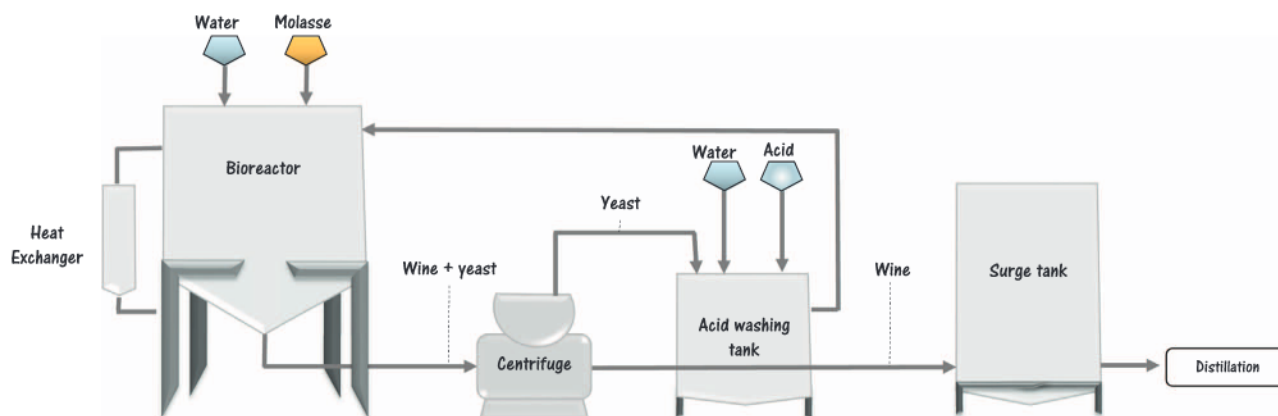 Water
Molasse
Bioreactor
Heat
Exchanger
Wine + yeast
Centrifuge
Yeast
Water
Acid
Acid washing
tank
Wine
Surge tank
Distillation